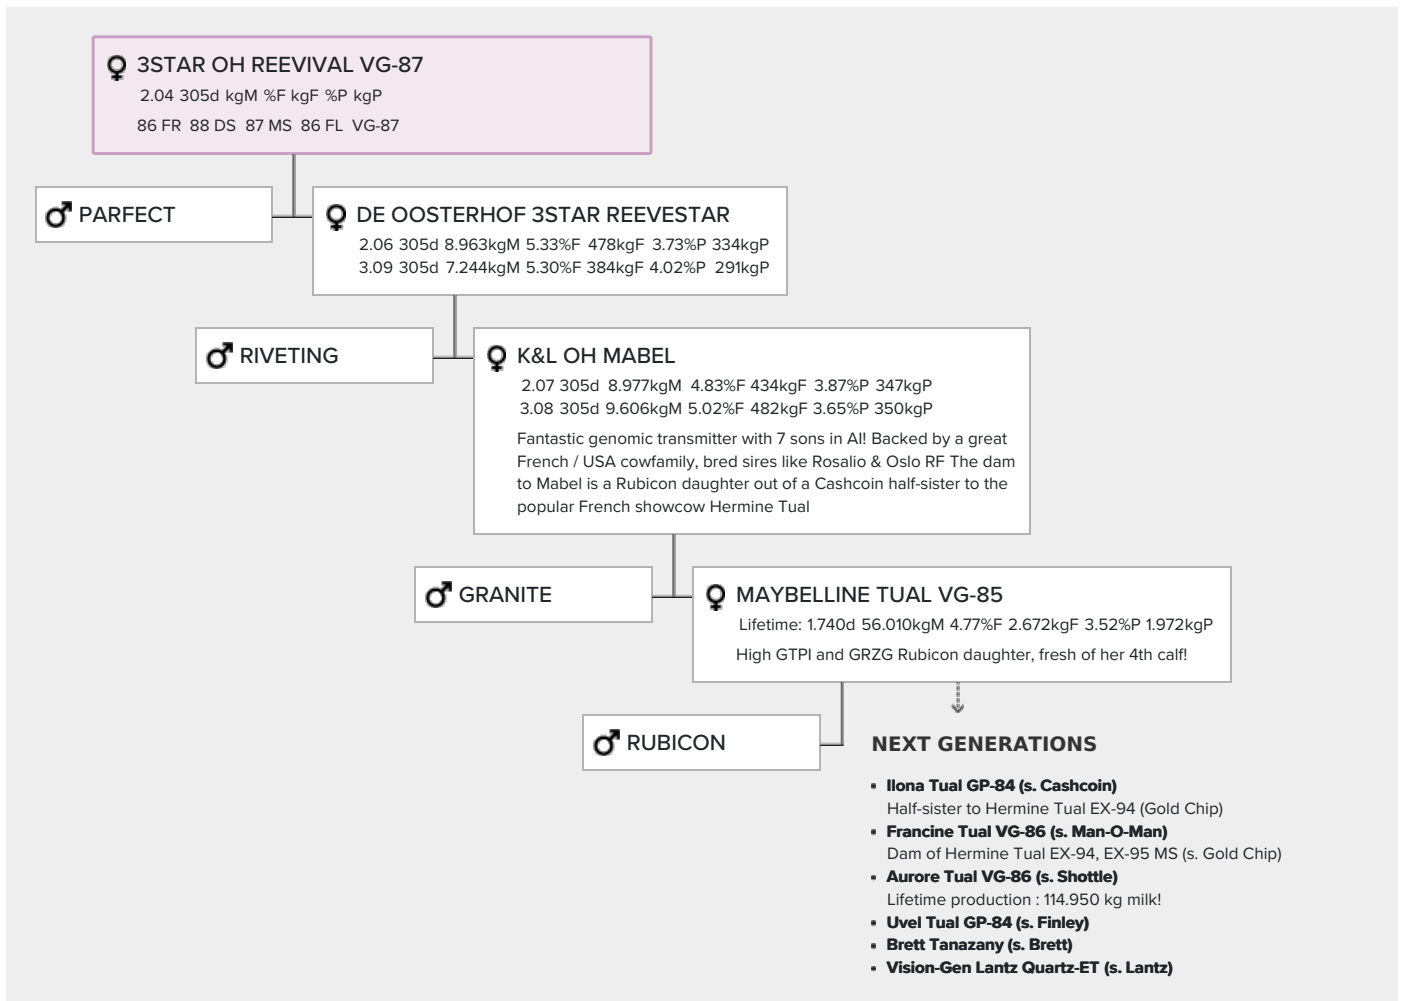 3STAR OH REEVIVAL VG-87
2.04 305d kgM %F kgF %P kgP
86 FR 88 DS 87 MS 86 FL VG-87
PARFECT
DE OOSTERHOF 3STAR REEVESTAR
2.06 305d 8.963kgM 5.33%F 478kgF 3.73%P 334kgP
3.09 305d 7.244kgM 5.30%F 384kgF 4.02%P 291kgP
RIVETING
K&L OH MABEL
2.07 305d 8.977kgM 4.83%F 434kgF 3.87%P 347kgP
3.08 305d 9.606kgM 5.02%F 482kgF 3.65%P 350kgP
Fantastic genomic transmitter with 7 sons in AI! Backed by a great
French / USA cowfamily, bred sires like Rosalio & Oslo RF The dam
to Mabel is a Rubicon daughter out of a Cashcoin half-sister to the
popular French showcow Hermine Tual
GRANITE
MAYBELLINE TUAL VG-85
Lifetime: 1.740d 56.010kgM 4.77%F 2.672kgF 3.52%P 1.972kgP
High GTPI and GRZG Rubicon daughter, fresh of her 4th calf!
RUBICON
NEXT GENERATIONS
• Ilona Tual GP-84 (s. Cashcoin)
Half-sister to Hermine Tual EX-94 (Gold Chip)
• Francine Tual VG-86 (s. Man-O-Man)
Dam of Hermine Tual EX-94, EX-95 MS (s. Gold Chip)
• Aurore Tual VG-86 (s. Shottle)
Lifetime production : 114.950 kg milk!
• Uvel Tual GP-84 (s. Finley)
• Brett Tanazany (s. Brett)
• Vision-Gen Lantz Quartz-ET (s. Lantz)